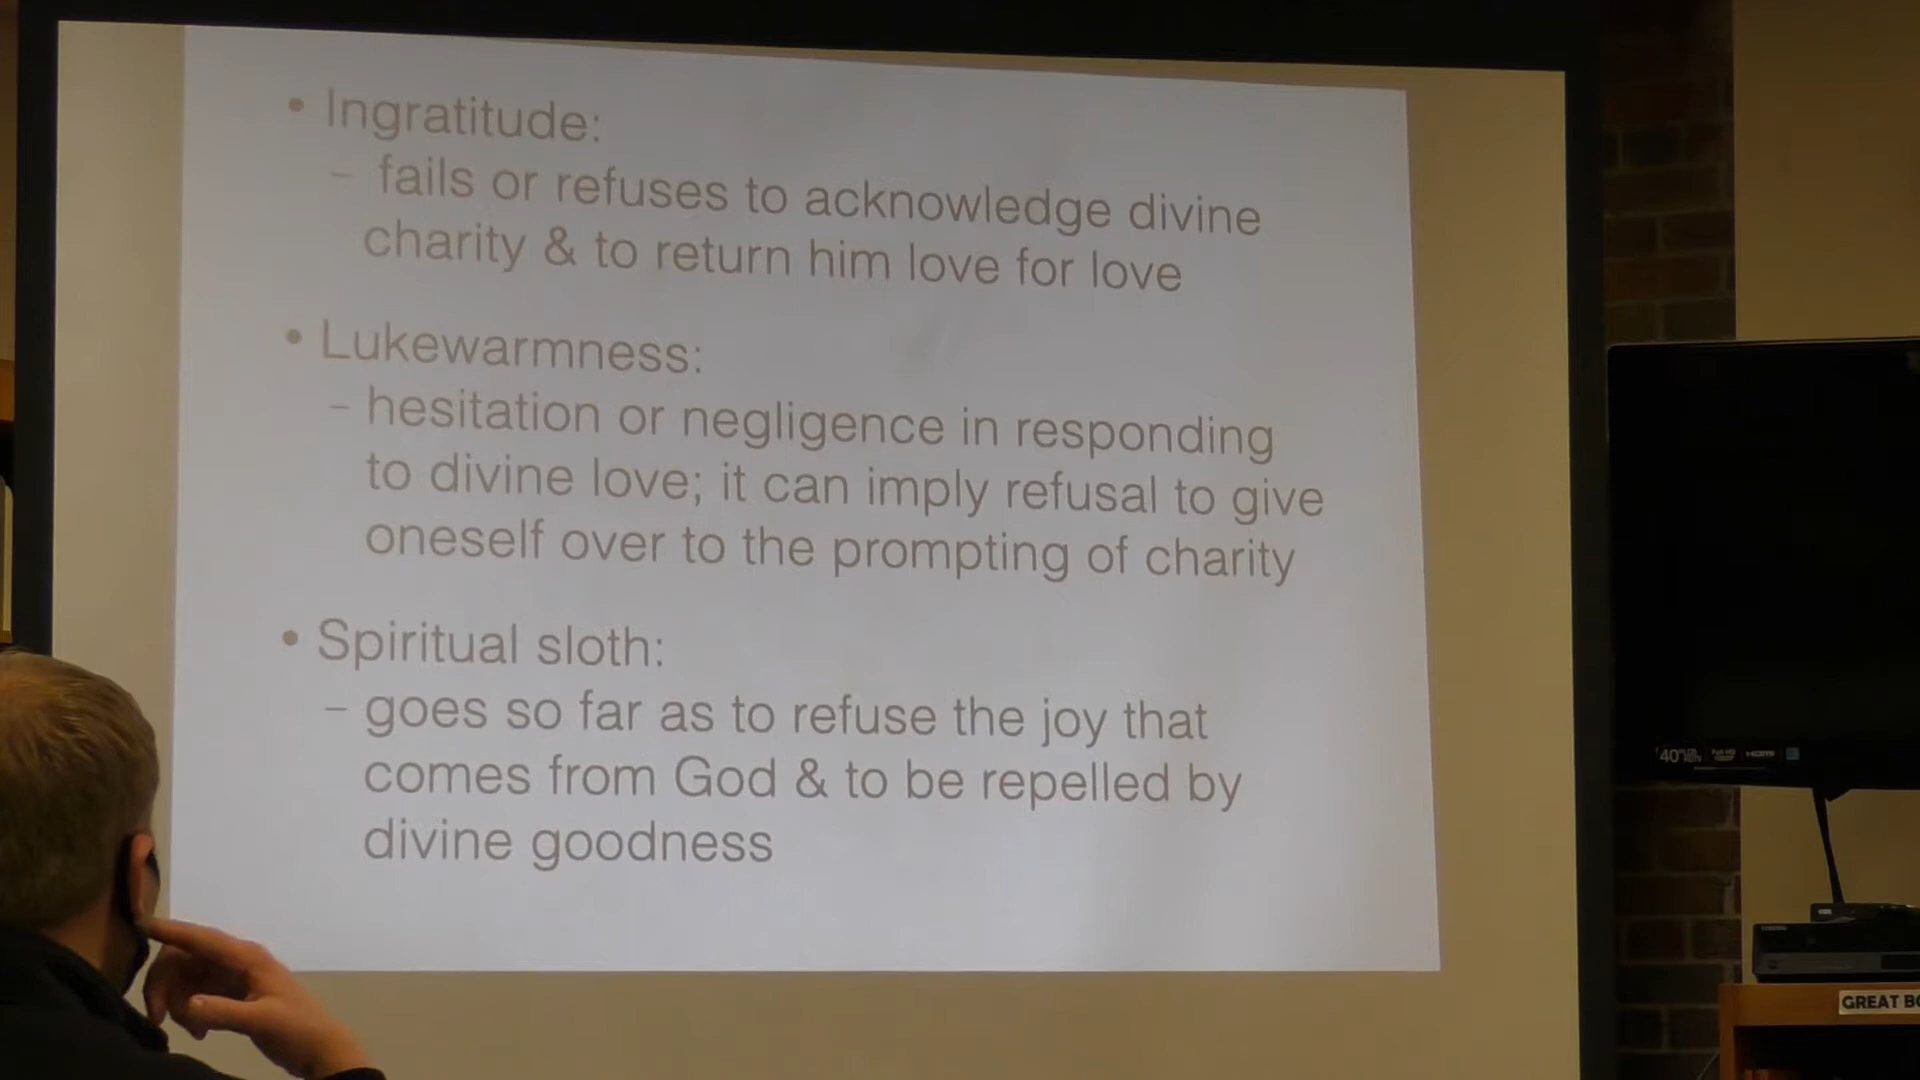 • Ingratitude:
– fails or refuses to acknowledge divine
charity & to return him love for love
• Lukewarmness:
– hesitation or negligence in responding
to divine love; it can imply refusal to give
oneself over to the prompting of charity
• Spiritual sloth:
– goes so far as to refuse the joy that
comes from God & to be repelled by
divine goodness
40"
HDMI
GREAT BO